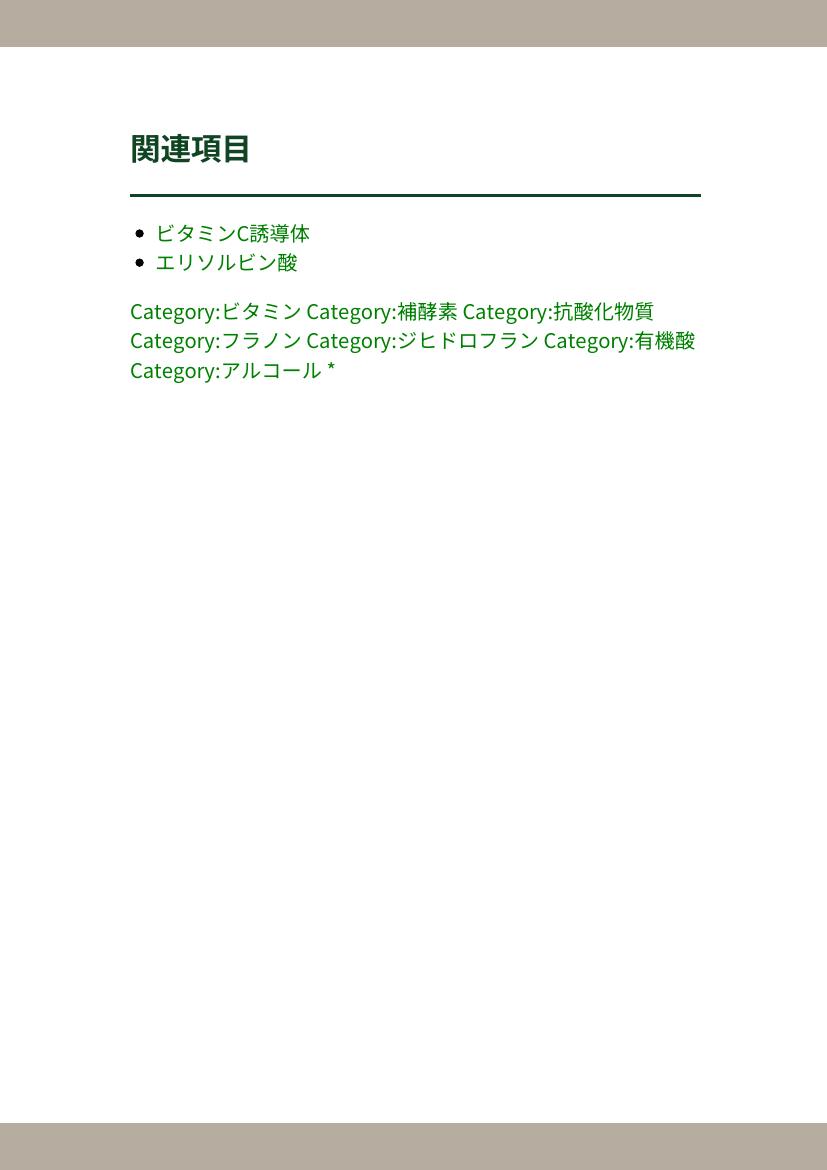 関連項目
ビタミンC誘導体
エリソルビン酸
Category:ビタミン Category:補酵素 Category:抗酸化物質
Category:フラノン Category:ジヒドロフラン Category:有機酸
Category:アルコール *